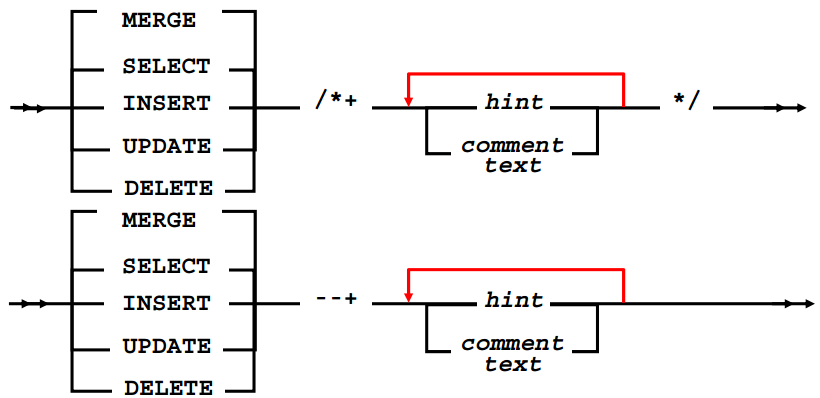 MERGE
SELECT
INSERT /*+ hint */
UPDATE comment
text
DELETE
MERGE
SELECT
INSERT --+ hint
UPDATE comment
text
DELETE